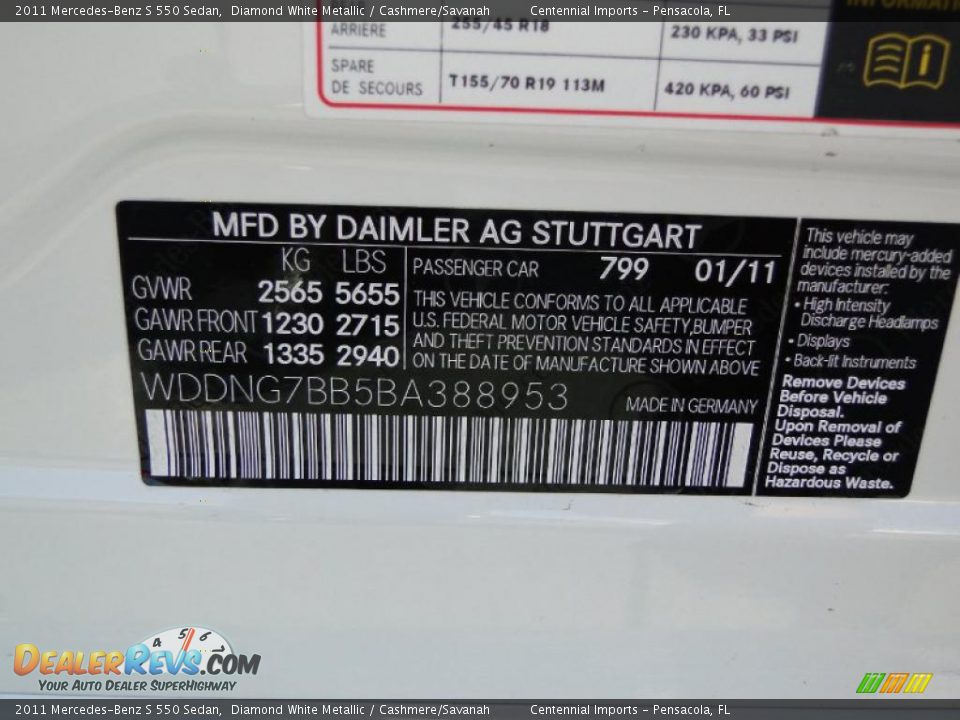 2011 Mercedes-Benz S 550 Sedan, Diamond White Metallic / Cashmere/Savanah Centennial Imports - Pensacola, FL
ARRIERE 255/45 R18 230 KPA, 33 PSI
SPARE
DE SECOURS T155/70 R19 113M 420 KPA, 60 PSI
MFD BY DAIMLER AG STUTTGART
KG LBS
GVWR 2565 5655
GAWR FRONT 1230 2715
GAWR REAR 1335 2940
PASSENGER CAR 799 01/11
THIS VEHICLE CONFORMS TO ALL APPLICABLE
U.S. FEDERAL MOTOR VEHICLE SAFETY,BUMPER
AND THEFT PREVENTION STANDARDS IN EFFECT
ON THE DATE OF MANUFACTURE SHOWN ABOVE
WDDNG7BB5BA388953
MADE IN GERMANY
This vehicle may
include mercury-added
devices installed by the
manufacturer:
• High Intensity
Discharge Headlamps
• Displays
• Back-lit Instruments
Remove Devices
Before Vehicle
Disposal.
Upon Removal of
Devices Please
Reuse, Recycle or
Dispose as
Hazardous Waste.
4 5 6
DealerRevs.com
Your Auto Dealer SuperHighway
2011 Mercedes-Benz S 550 Sedan, Diamond White Metallic / Cashmere/Savanah Centennial Imports - Pensacola, FL